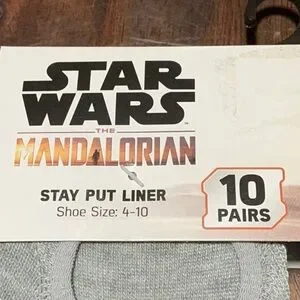 STAR
WARS
THE
MANDALORIAN
STAY PUT LINER
Shoe Size: 4-10
10
PAIRS